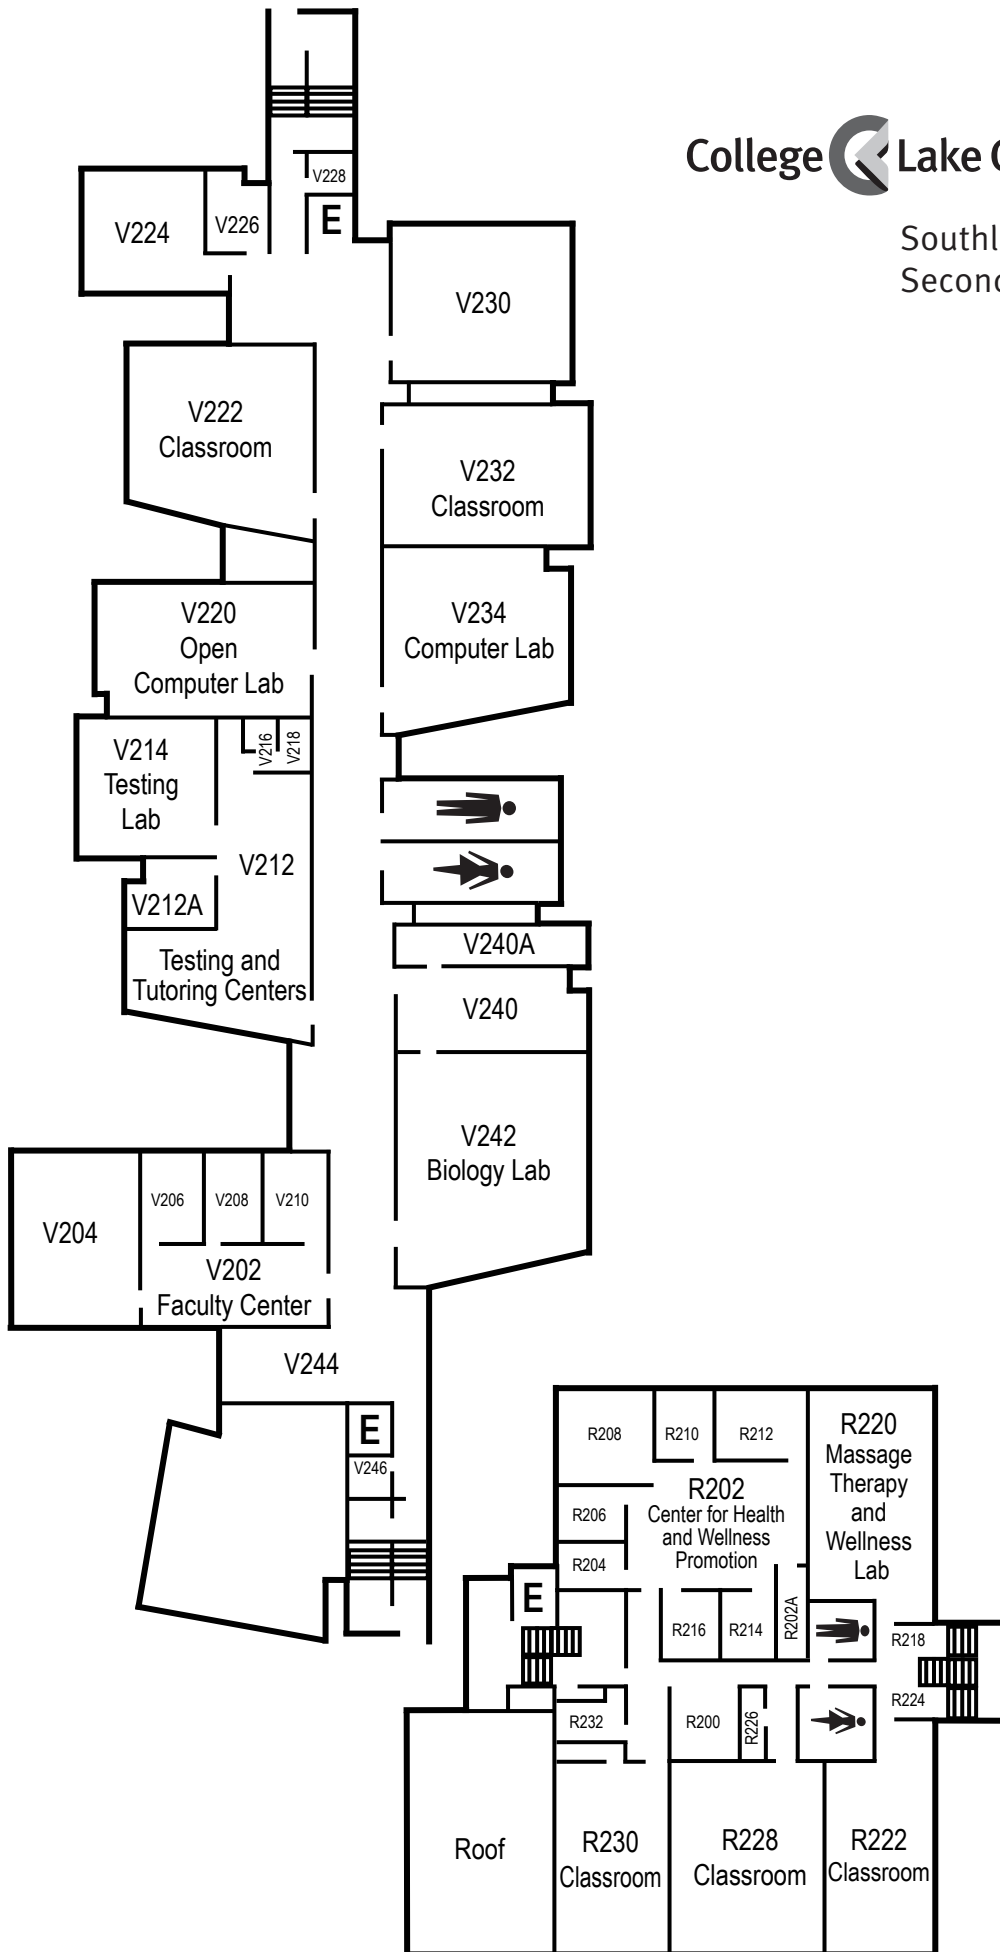 College Lake
V228
V224
V226
E
V230
V222
Classroom
V232
Classroom
V220
Open
Computer Lab
V234
Computer Lab
V216
V218
V214
Testing
Lab
V212
V212A
Testing and
Tutoring Centers
V240A
V240
V242
Biology Lab
V206
V208
V210
V204
V202
Faculty Center
V244
E
V246
R208
R210
R212
R220
Massage
Therapy
and
Wellness
Lab
R202
Center for Health
and Wellness
Promotion
R206
R204
E
R216
R214
R202A
R218
R224
R232
R200
R226
Roof
R230
Classroom
R228
Classroom
R222
Classroom